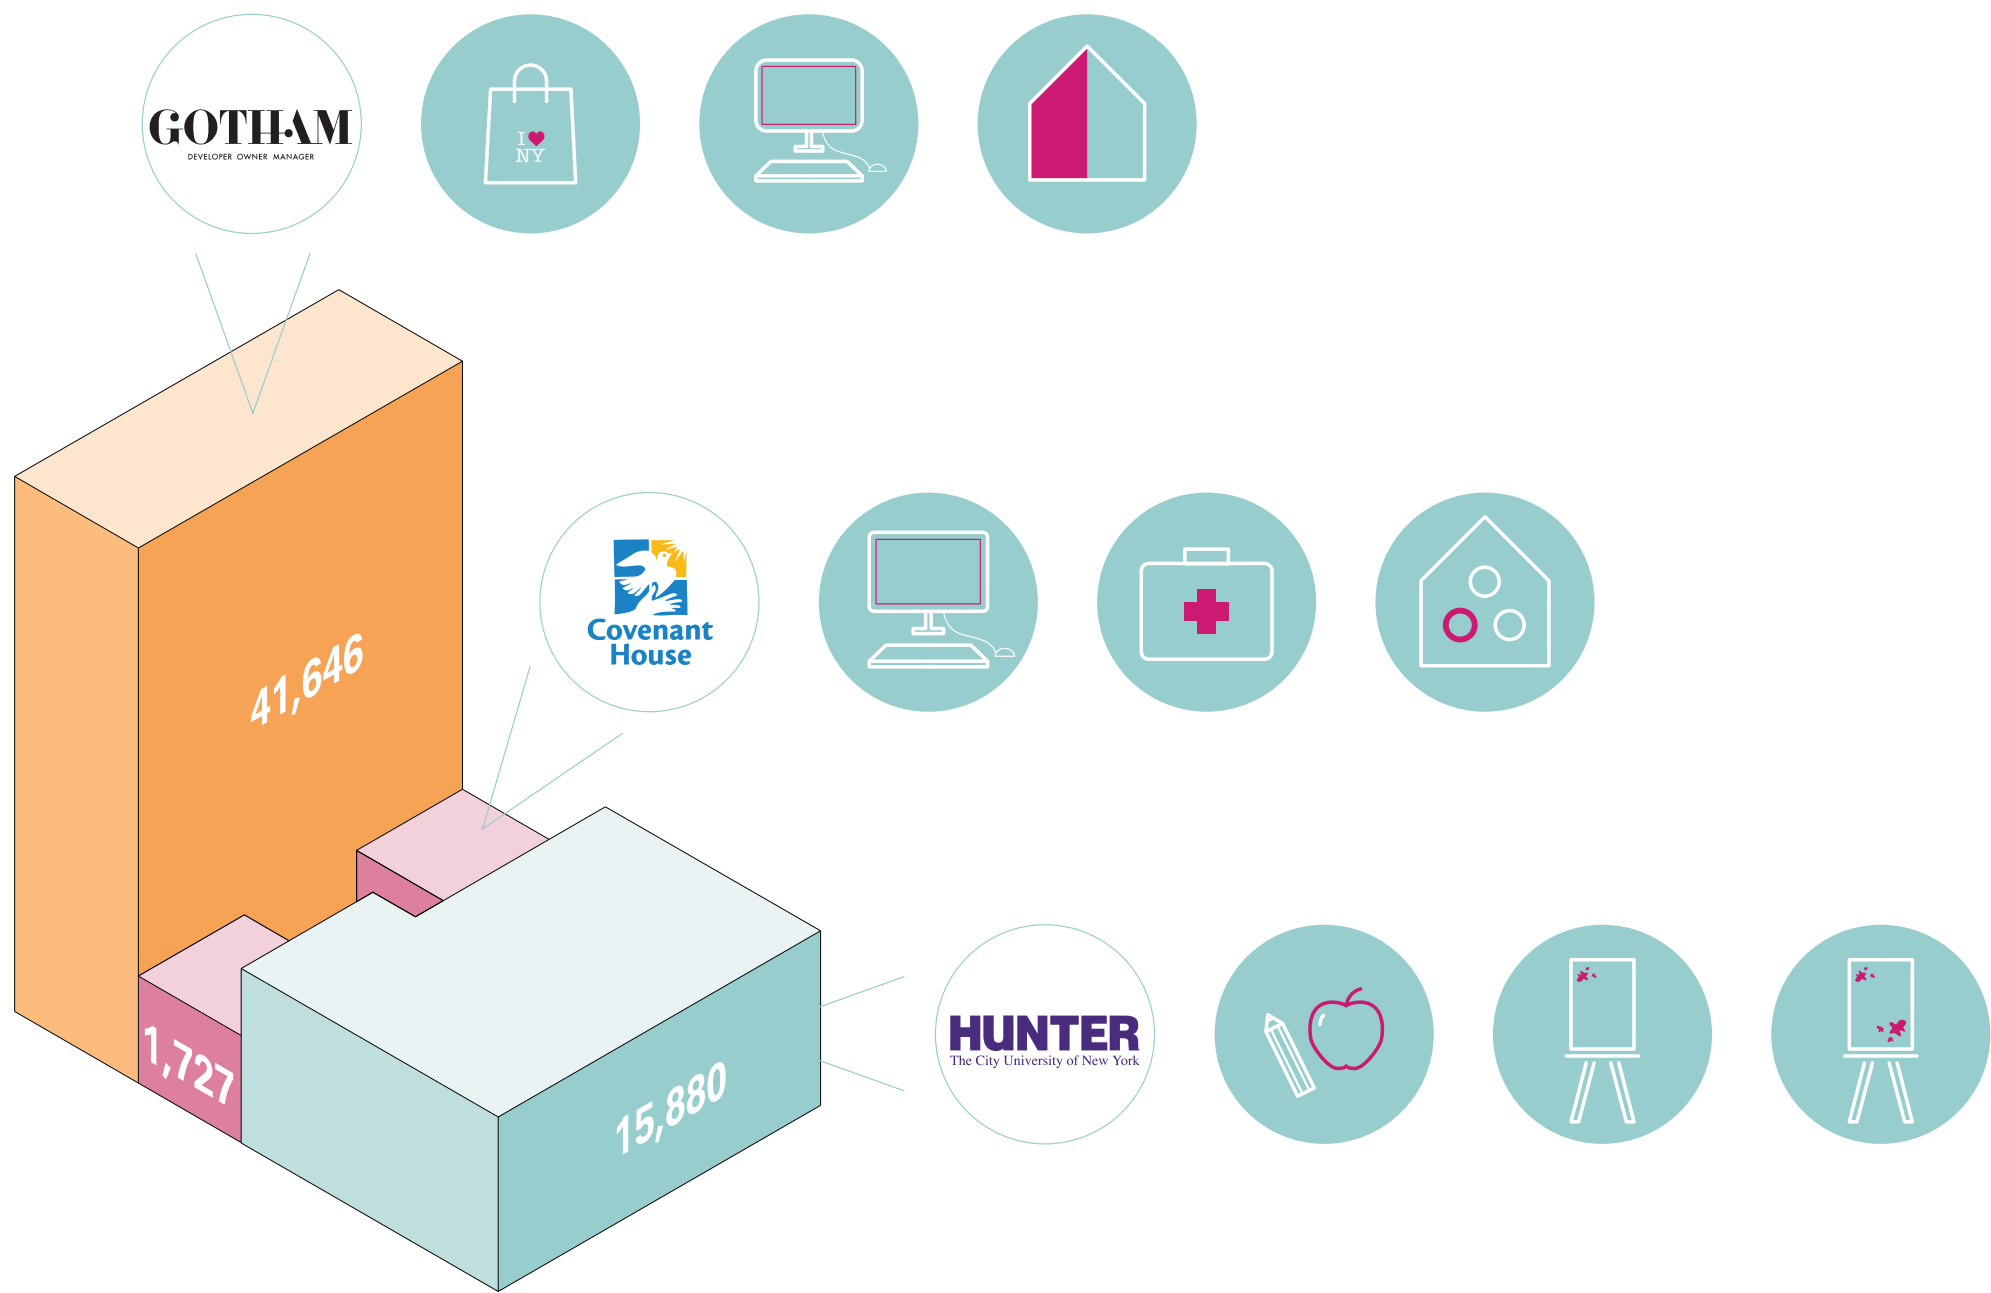 GOTHAM
DEVELOPER OWNER MANAGER
I
NY
41,646
Covenant
House
1,727
15,880
HUNTER
The City University of New York